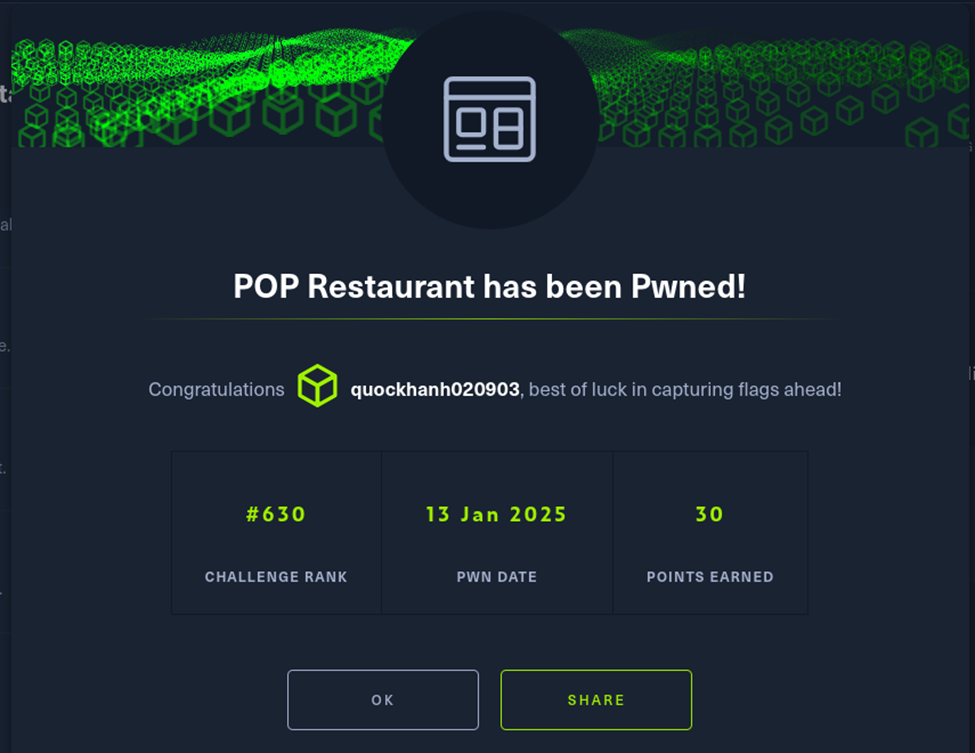 POP Restaurant has been Pwned!
Congratulations quockhanh020903, best of luck in capturing flags ahead!
#630 13 Jan 2025 30
CHALLENGE RANK PWN DATE POINTS EARNED
OK SHARE